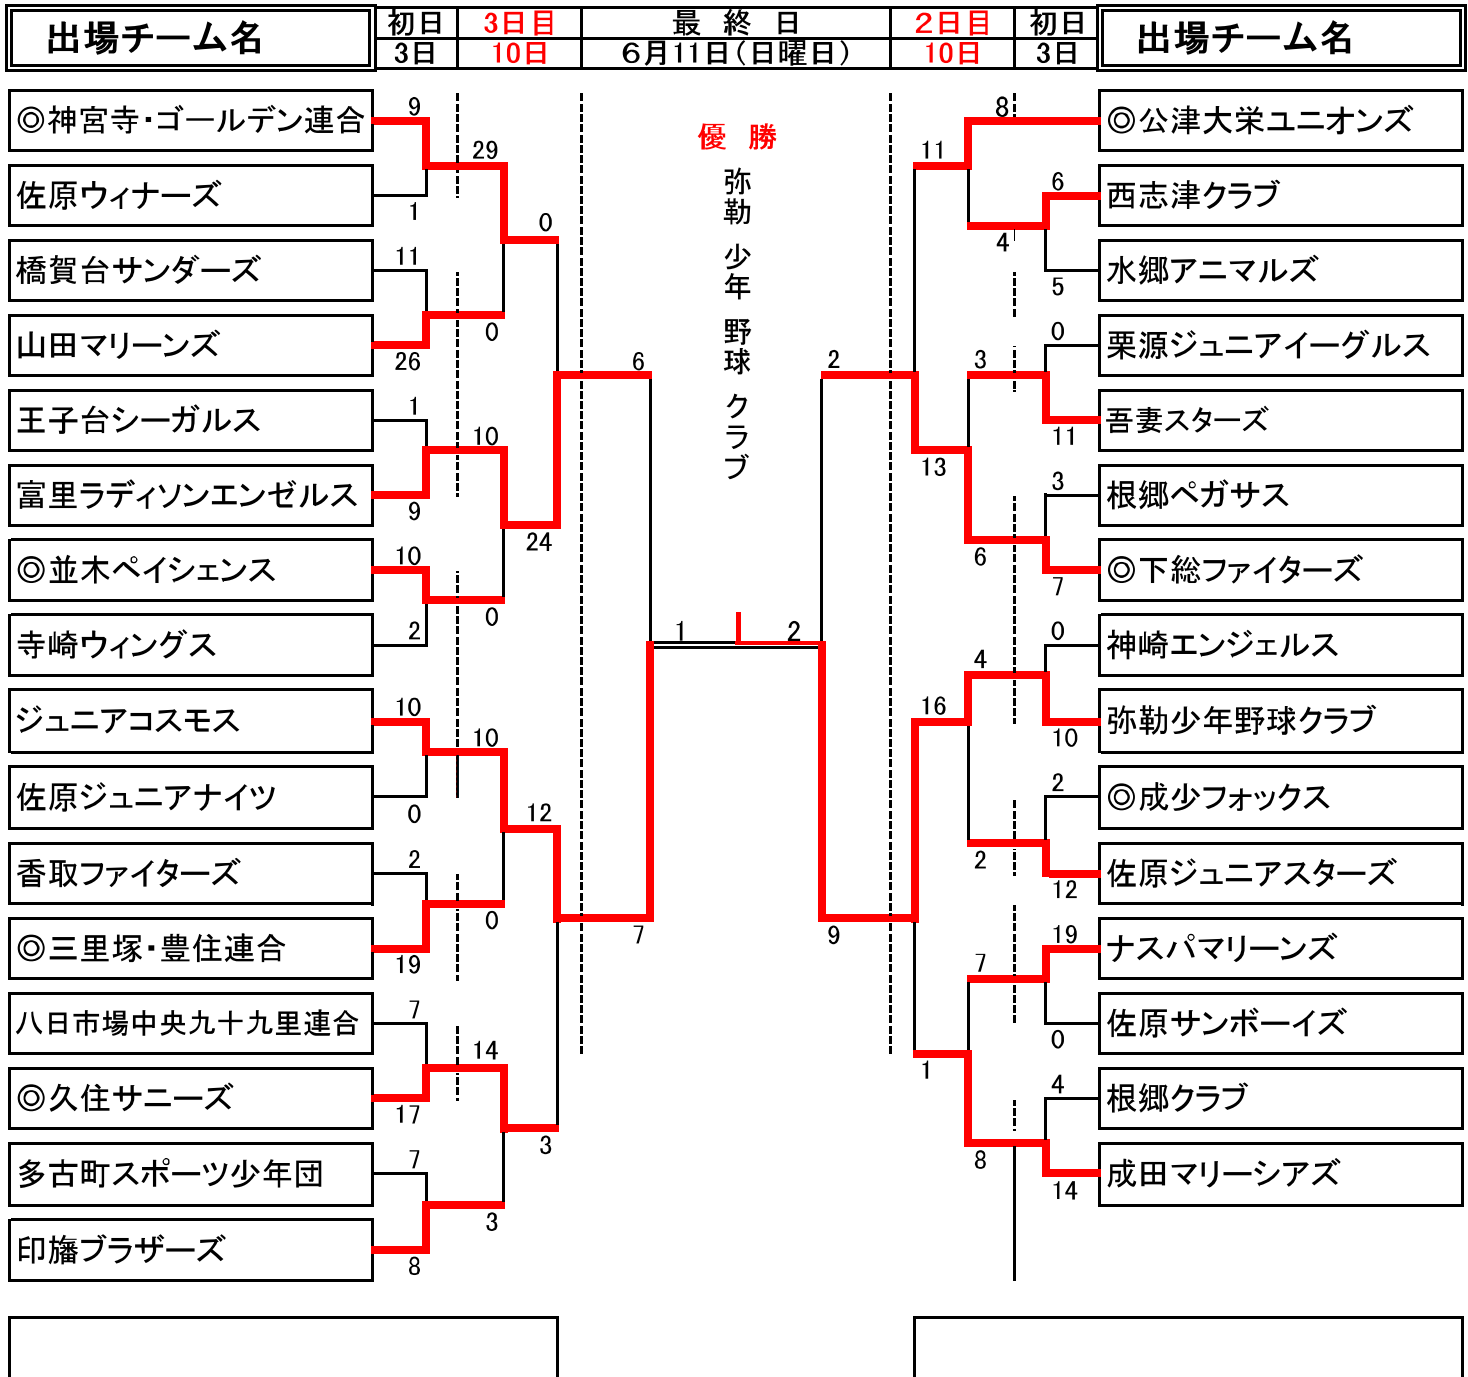 出場チーム名 初日 3日目 最終日 2日目 初日 出場チーム名
3日 10日 6月11日(日曜日) 10日 3日
◎神宮寺・ゴールデン連合
佐原ウィナーズ
橋賀台サンダーズ
山田マリーンズ
王子台シーガルス
富里ラディソンエンゼルス
◎並木ペイシェンス
寺崎ウィングス
ジュニアコスモス
佐原ジュニアナイツ
香取ファイターズ
◎三里塚・豊住連合
八日市場中央九十九里連合
◎久住サニーズ
多古町スポーツ少年団
印旛ブラザーズ
9
1
11
26
1
9
10
2
10
0
2
19
7
17
7
8
29
0
10
0
10
0
14
3
0
24
12
3
6
7
1
優勝
弥勒少年野球クラブ
2
2
9
11
13
16
1
8
4
3
6
4
2
7
8
6
5
0
11
3
7
0
10
2
12
19
0
4
14
◎公津大栄ユニオンズ
西志津クラブ
水郷アニマルズ
栗源ジュニアイーグルス
吾妻スターズ
根郷ペガサス
◎下総ファイターズ
神崎エンジェルス
弥勒少年野球クラブ
◎成少フォックス
佐原ジュニアスターズ
ナスパマリーンズ
佐原サンボーイズ
根郷クラブ
成田マリーシアズ